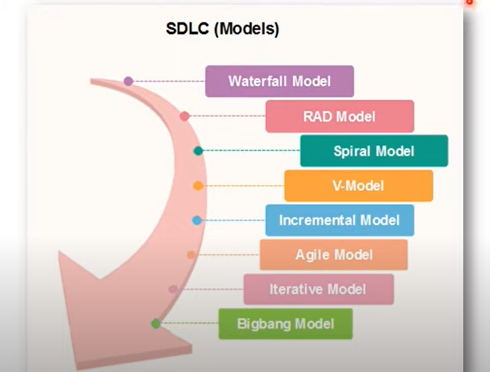 SDLC (Models)
Waterfall Model
RAD Model
Spiral Model
V-Model
Incremental Model
Agile Model
Iterative Model
Bigbang Model